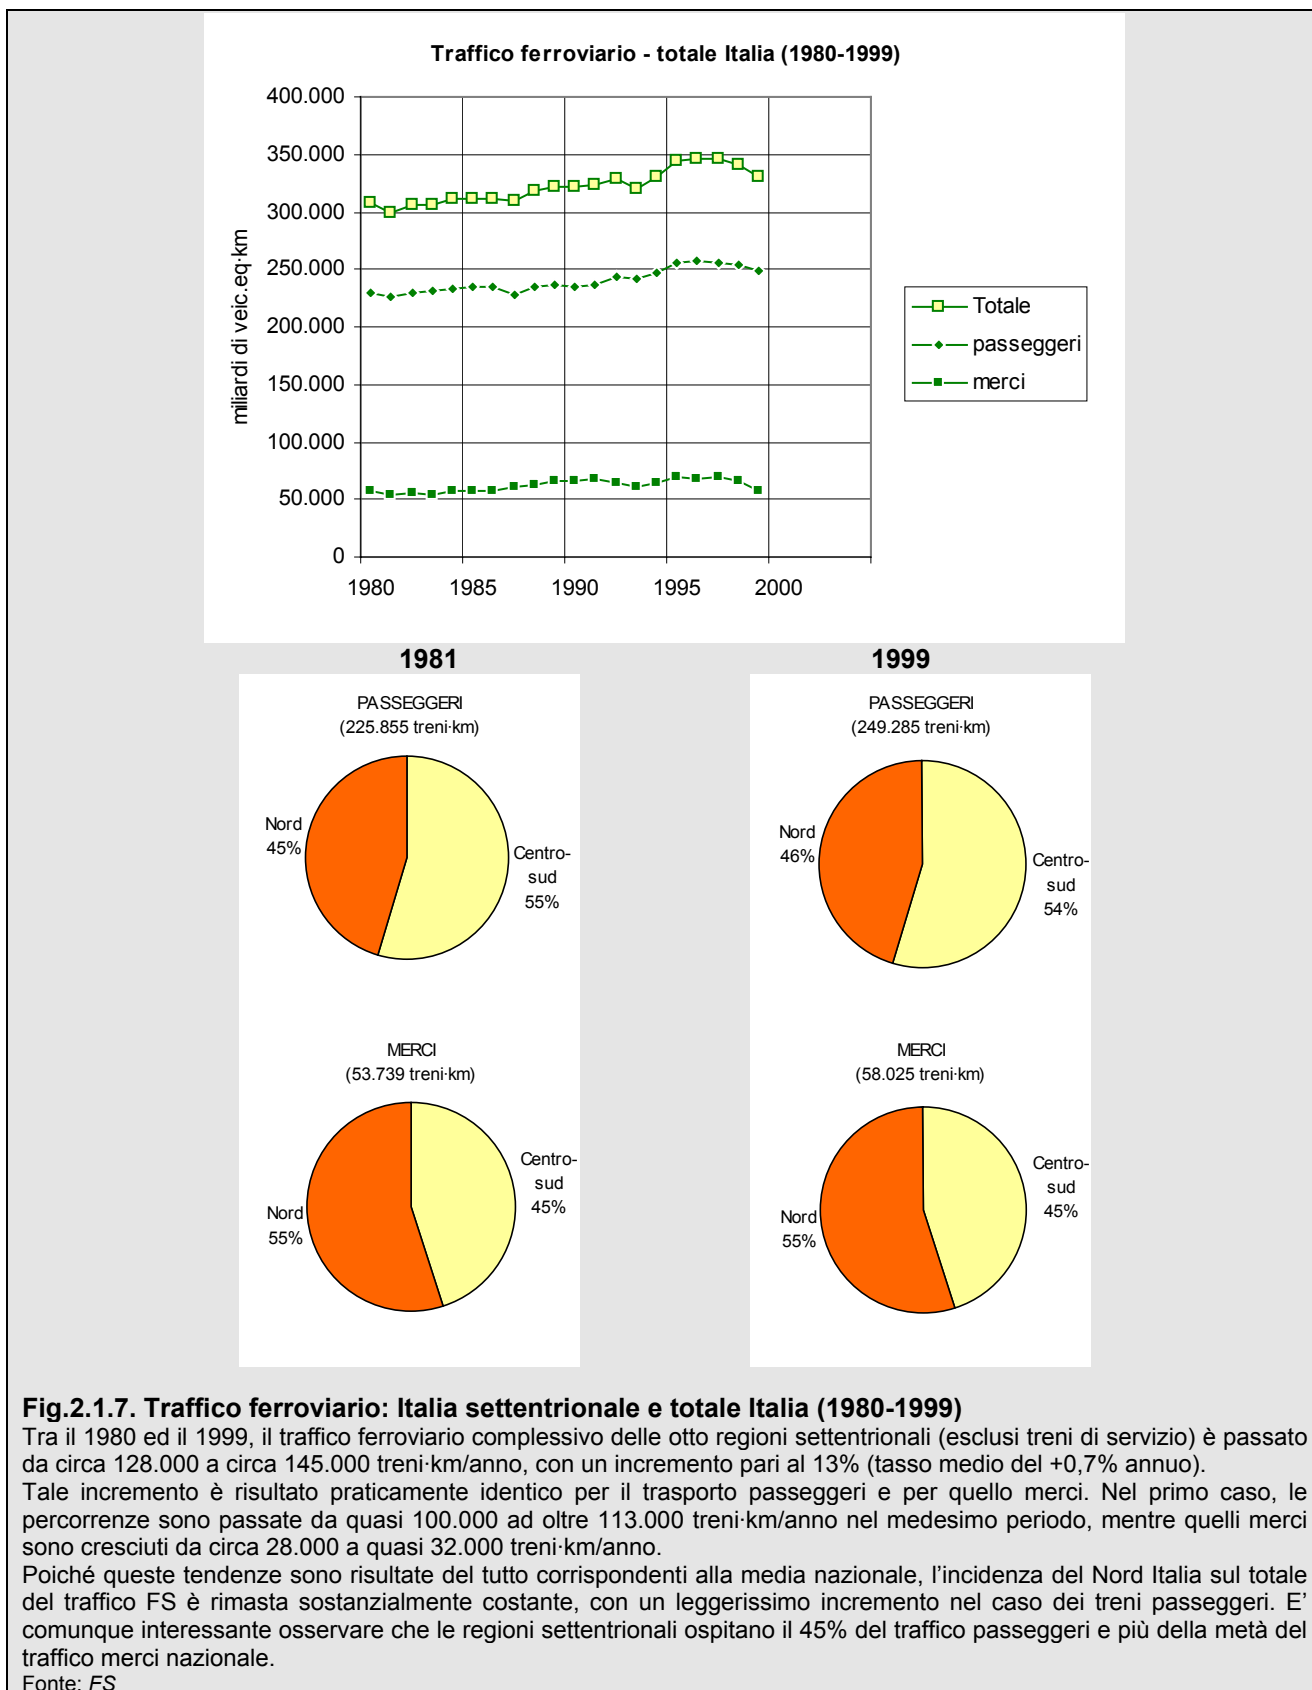 Traffico ferroviario - totale Italia (1980-1999)
400.000
350.000
300.000
250.000
200.000
150.000
100.000
50.000
0
miliardi di veic.eq·km
1980 1985 1990 1995 2000
Totale
passeggeri
merci
1981
PASSEGGERI
(225.855 treni·km)
Nord
45%
Centro-
sud
55%
MERCI
(53.739 treni·km)
Nord
55%
Centro-
sud
45%
1999
PASSEGGERI
(249.285 treni·km)
Nord
46%
Centro-
sud
54%
MERCI
(58.025 treni·km)
Nord
55%
Centro-
sud
45%
Fig.2.1.7. Traffico ferroviario: Italia settentrionale e totale Italia (1980-1999)
Tra il 1980 ed il 1999, il traffico ferroviario complessivo delle otto regioni settentrionali (esclusi treni di servizio) è passato
da circa 128.000 a circa 145.000 treni·km/anno, con un incremento pari al 13% (tasso medio del +0,7% annuo).
Tale incremento è risultato praticamente identico per il trasporto passeggeri e per quello merci. Nel primo caso, le
percorrenze sono passate da quasi 100.000 ad oltre 113.000 treni·km/anno nel medesimo periodo, mentre quelli merci
sono cresciuti da circa 28.000 a quasi 32.000 treni·km/anno.
Poiché queste tendenze sono risultate del tutto corrispondenti alla media nazionale, l'incidenza del Nord Italia sul totale
del traffico FS è rimasta sostanzialmente costante, con un leggerissimo incremento nel caso dei treni passeggeri. E'
comunque interessante osservare che le regioni settentrionali ospitano il 45% del traffico passeggeri e più della metà del
traffico merci nazionale.
Fonte: FS